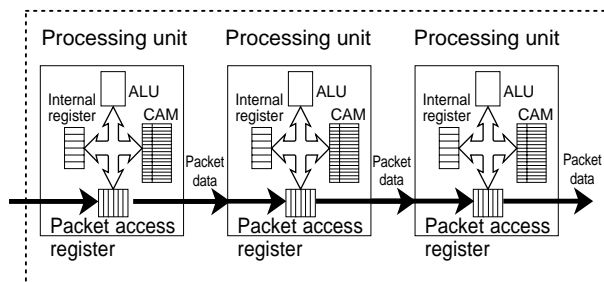 Processing unit
Processing unit
Processing unit
Internal
register
ALU
CAM
Packet
data
Packet access
register
Internal
register
ALU
CAM
Packet
data
Packet access
register
Internal
register
ALU
CAM
Packet
data
Packet access
register